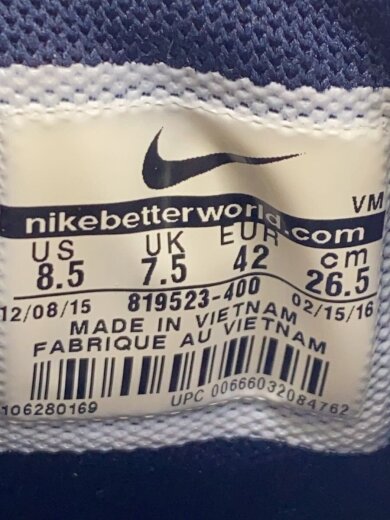 VM
nikebetterworld.com
US UK EUR cm
8.5 7.5 42 26.5
12/08/15 819523-400 02/15/16
MADE IN VIETNAM
FABRIQUE AU VIETNAM
106280169 UPC 00666032084762